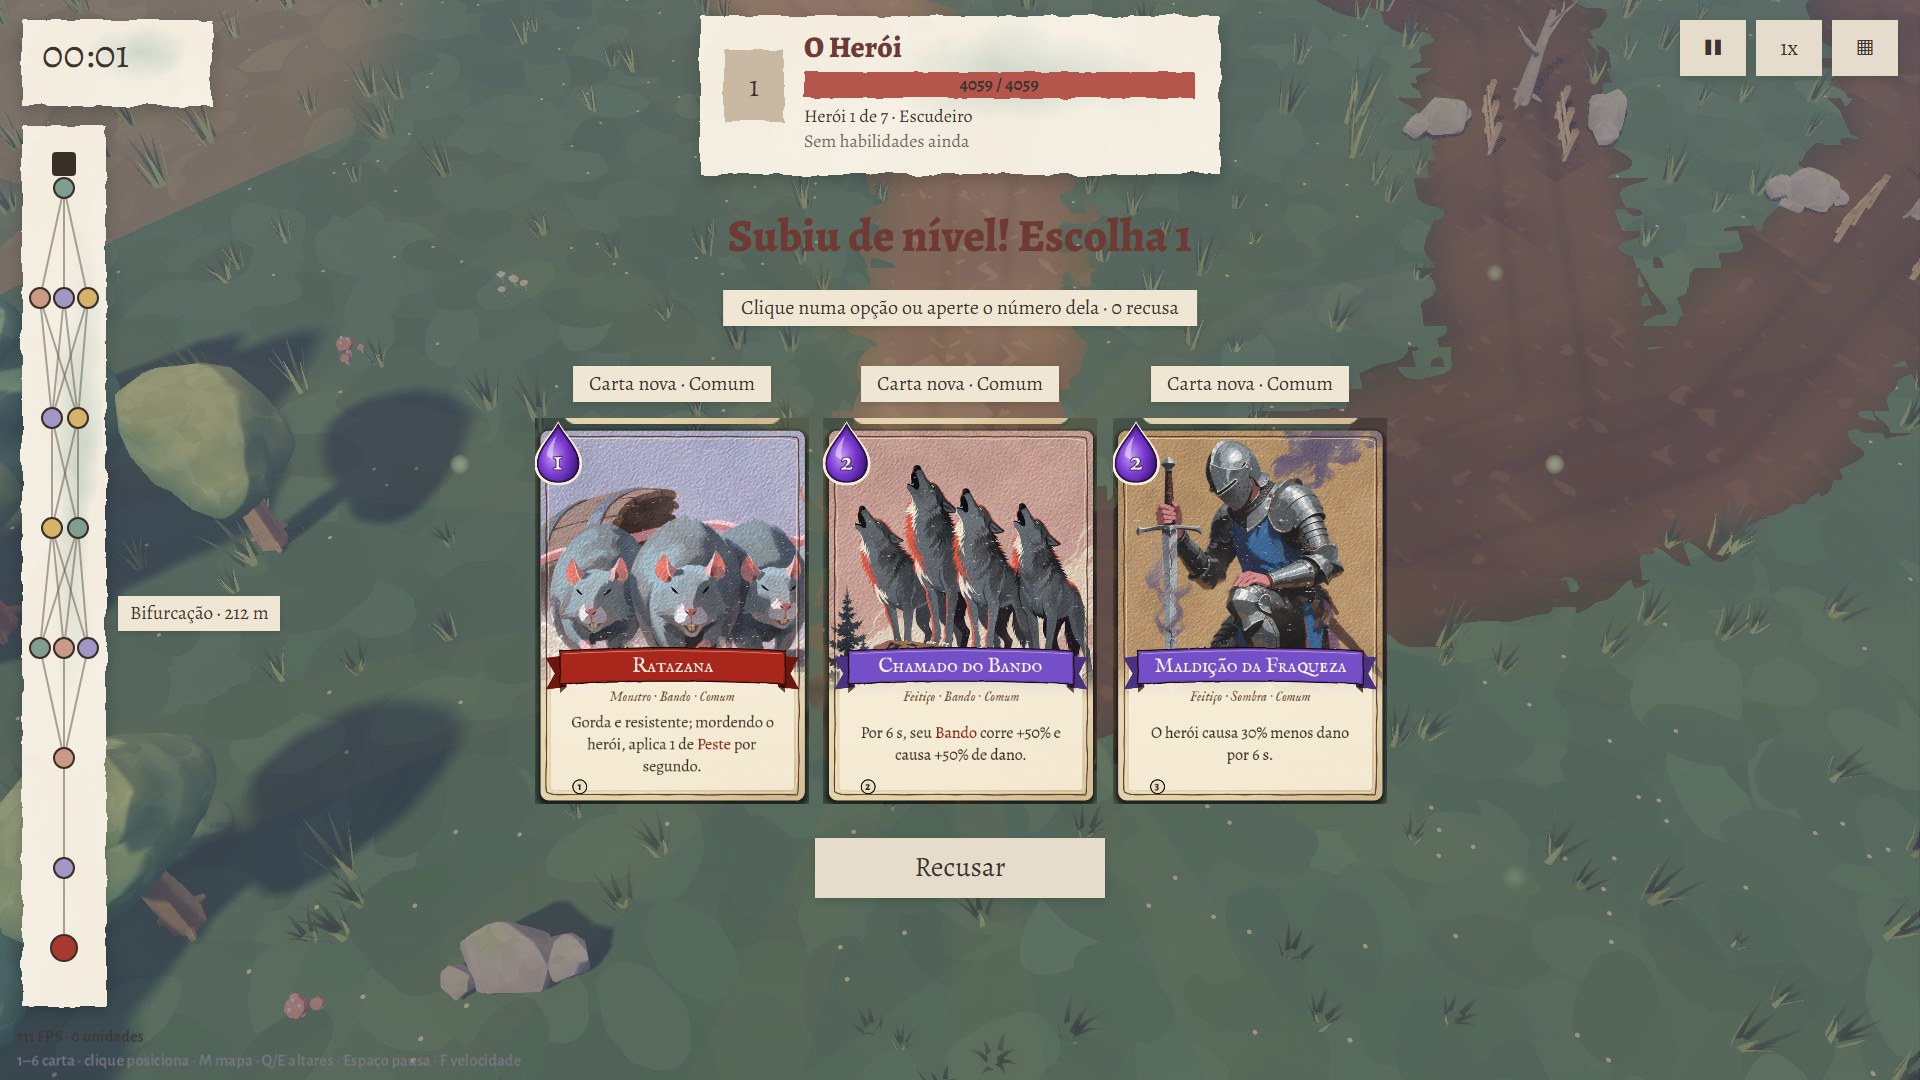 00:01
O Herói
1
4059 / 4059
Herói 1 de 7 · Escudeiro
Sem habilidades ainda
1x
Subiu de nível! Escolha 1
Clique numa opção ou aperte o número dela · 0 recusa
Carta nova · Comum
Carta nova · Comum
Carta nova · Comum
1
Ratazana
Monstro · Bando · Comum
Gorda e resistente; mordendo o
herói, aplica 1 de Peste por
segundo.
1
2
Chamado do Bando
Feitiço · Bando · Comum
Por 6 s, seu Bando corre +50% e
causa +50% de dano.
2
2
Maldição da Fraqueza
Feitiço · Sombra · Comum
O herói causa 30% menos dano
por 6 s.
3
Bifurcação · 212 m
Recusar
111 FPS · 0 unidades
1–6 carta · clique posiciona · M mapa · Q/E altares · Espaço pausa · F velocidade